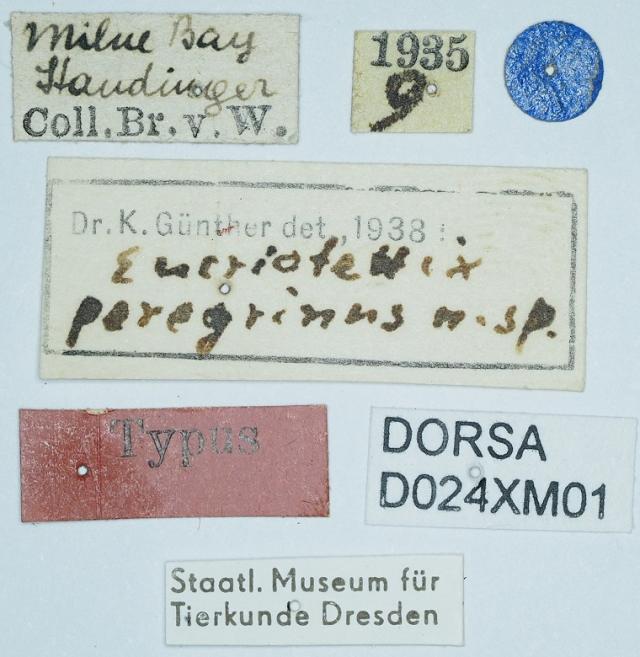 Milne Bay
Staudinger
Coll. Br. v. W.
1935
9
Dr. K. Günther det., 1938 :
Eucriotettix
peregrinus n. sp.
Typus
DORSA
D024XM01
Staatl. Museum für
Tierkunde Dresden